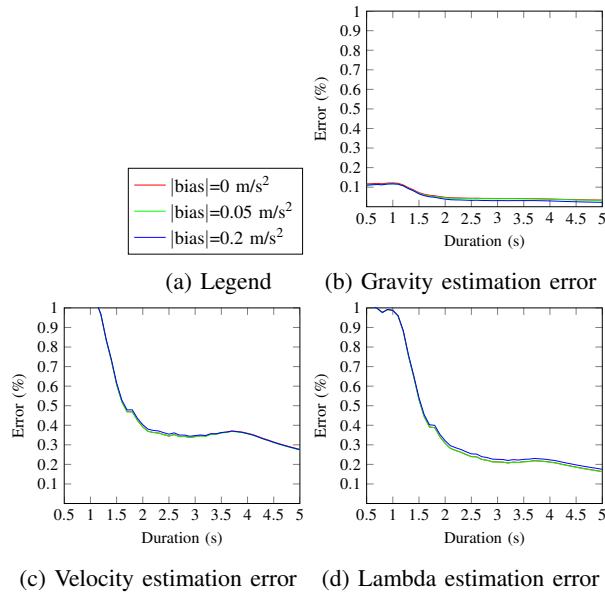 1
0.9
0.8
0.7
0.6
0.5
0.4
0.3
0.2
0.1
Error (%)
0.5 1 1.5 2 2.5 3 3.5 4 4.5 5
Duration (s)
|bias|=0 m/s²
|bias|=0.05 m/s²
|bias|=0.2 m/s²
(a) Legend
(b) Gravity estimation error
1
0.9
0.8
0.7
0.6
0.5
0.4
0.3
0.2
0.1
Error (%)
0.5 1 1.5 2 2.5 3 3.5 4 4.5 5
Duration (s)
(c) Velocity estimation error
1
0.9
0.8
0.7
0.6
0.5
0.4
0.3
0.2
0.1
Error (%)
0.5 1 1.5 2 2.5 3 3.5 4 4.5 5
Duration (s)
(d) Lambda estimation error